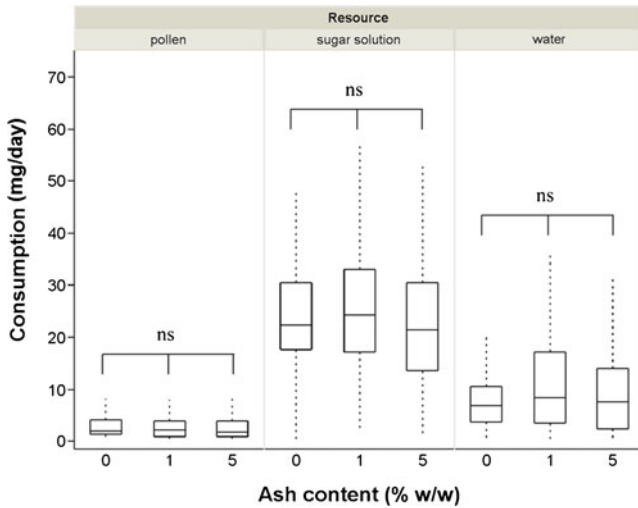 Resource
pollen sugar solution water
70
60
50
40
30
20
10
0
ns
ns
ns
0 1 5 0 1 5 0 1 5
Consumption (mg/day)
Ash content (% w/w)